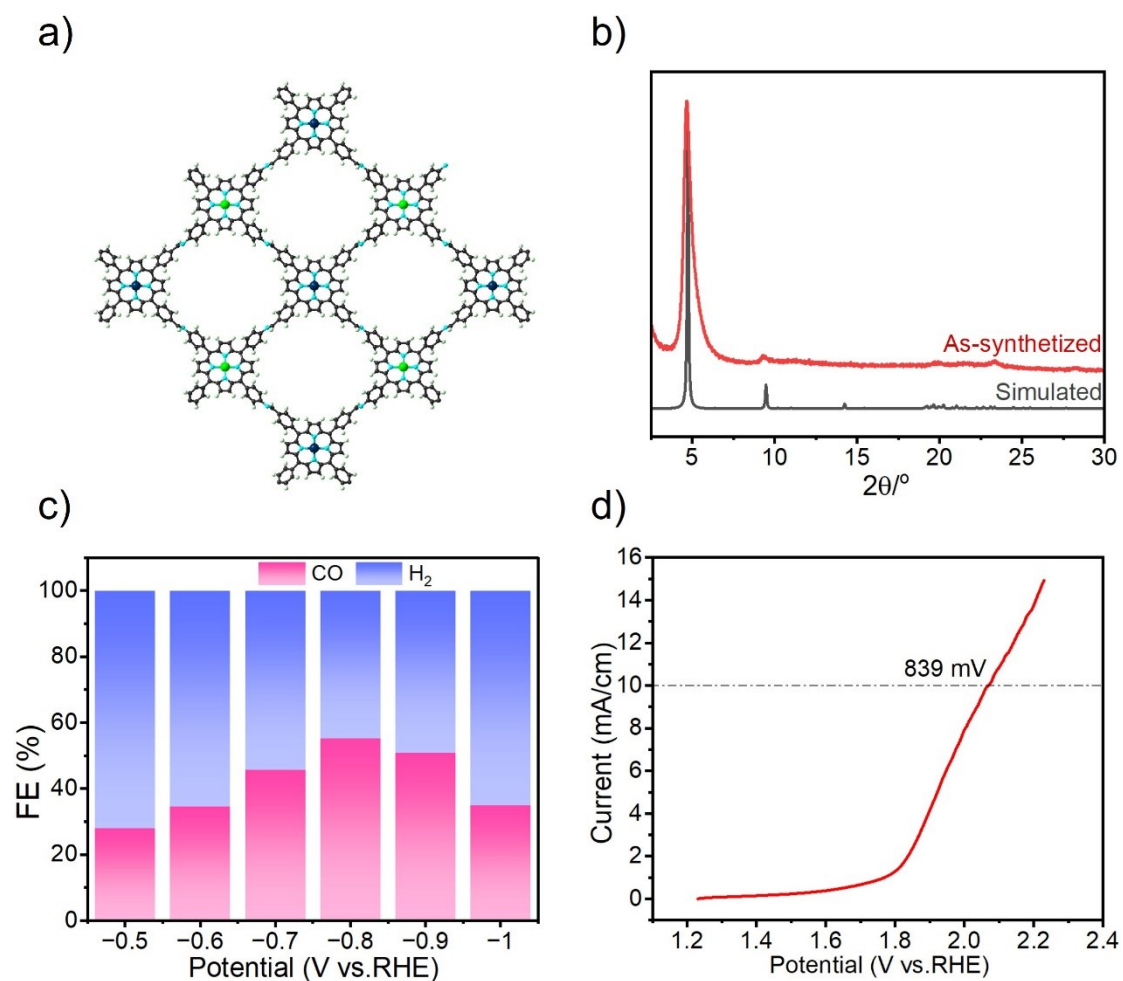 a)
b)
As-synthetized
Simulated
5 10 15 20 25 30
2θ/º
c)
CO H₂
100
80
60
40
20
0
FE (%)
−0.5 −0.6 −0.7 −0.8 −0.9 −1
Potential (V vs.RHE)
d)
16
14
12
10
8
6
4
2
0
839 mV
Current (mA/cm)
1.2 1.4 1.6 1.8 2.0 2.2 2.4
Potential (V vs.RHE)